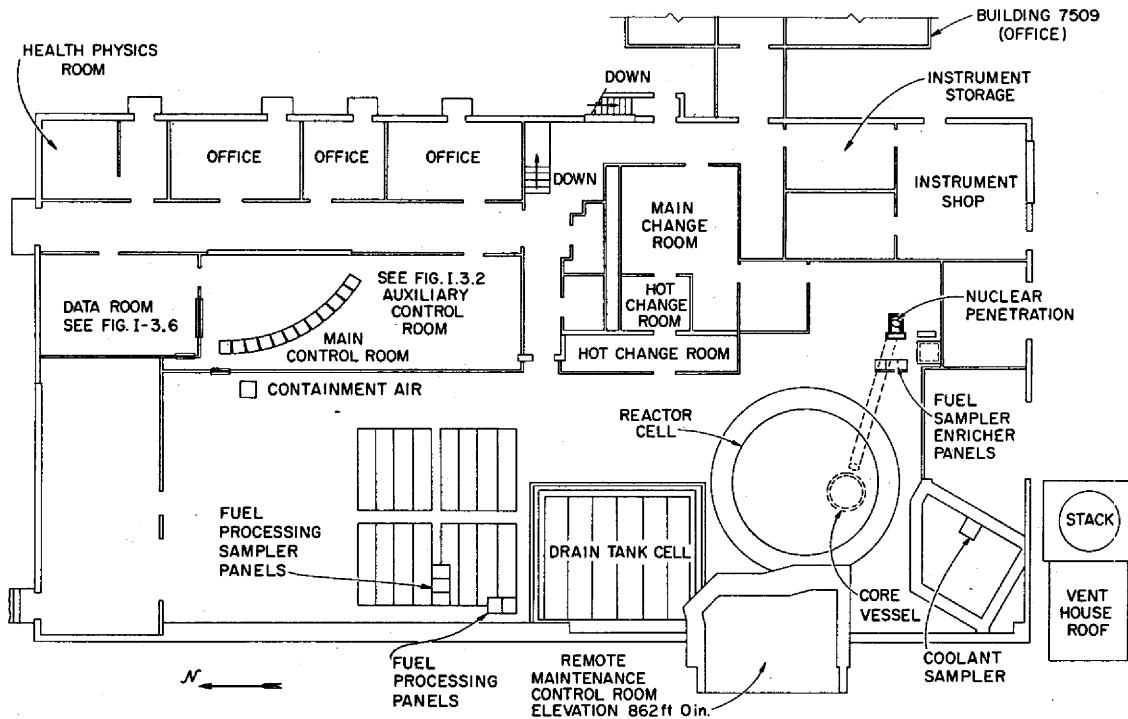 BUILDING 7509
(OFFICE)
HEALTH PHYSICS
ROOM
DOWN
INSTRUMENT
STORAGE
OFFICE
OFFICE
OFFICE
DOWN
INSTRUMENT
SHOP
MAIN
CHANGE
ROOM
DATA ROOM
SEE FIG. I-3.6
SEE FIG. I.3.2
AUXILIARY
CONTROL
ROOM
MAIN
CONTROL ROOM
HOT
CHANGE
ROOM
HOT CHANGE ROOM
NUCLEAR
PENETRATION
CONTAINMENT AIR
REACTOR
CELL
FUEL
SAMPLER
ENRICHER
PANELS
FUEL
PROCESSING
SAMPLER
PANELS
DRAIN TANK CELL
STACK
CORE
VESSEL
VENT
HOUSE
ROOF
N
FUEL
PROCESSING
PANELS
REMOTE
MAINTENANCE
CONTROL ROOM
ELEVATION 862 ft 0 in.
COOLANT
SAMPLER